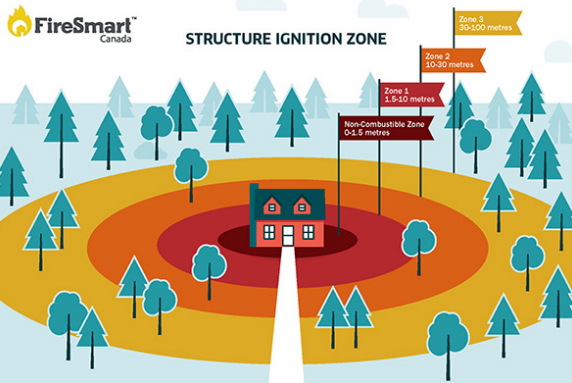 FireSmart™
Canada
STRUCTURE IGNITION ZONE
Zone 3
30-100 metres
Zone 2
10-30 metres
Zone 1
1.5-10 metres
Non-Combustible Zone
0-1.5 metres